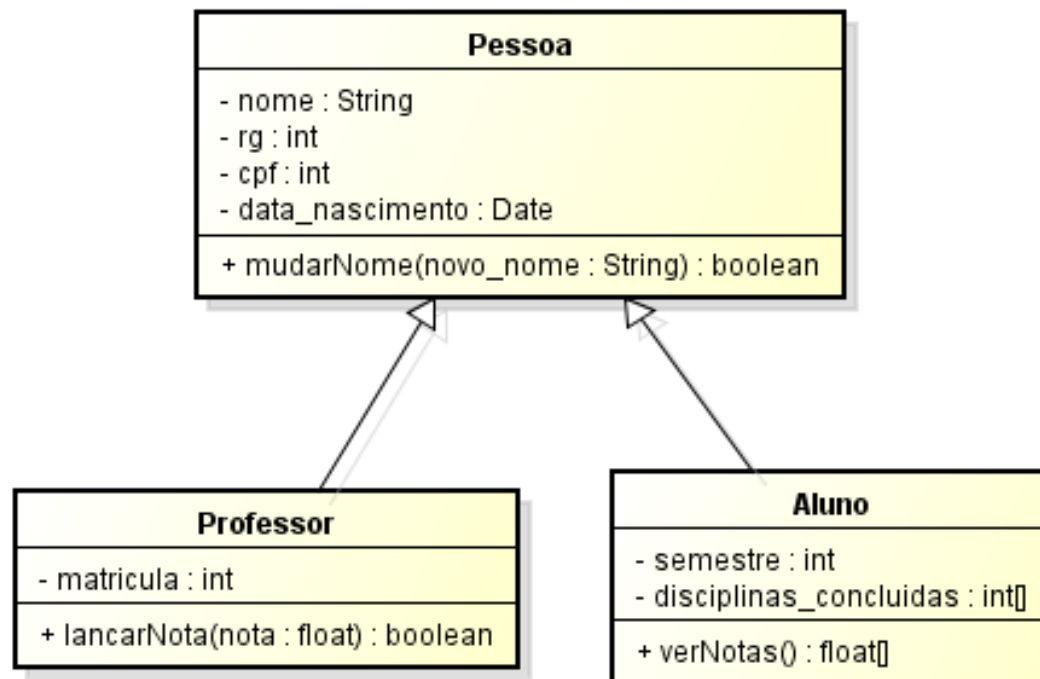 Pessoa
- nome : String
- rg : int
- cpf : int
- data_nascimento : Date
+ mudarNome(novo_nome : String) : boolean
Professor
- matricula : int
+ lancarNota(nota : float) : boolean
Aluno
- semestre : int
- disciplinas_concluidas : int[]
+ verNotas() : float[]